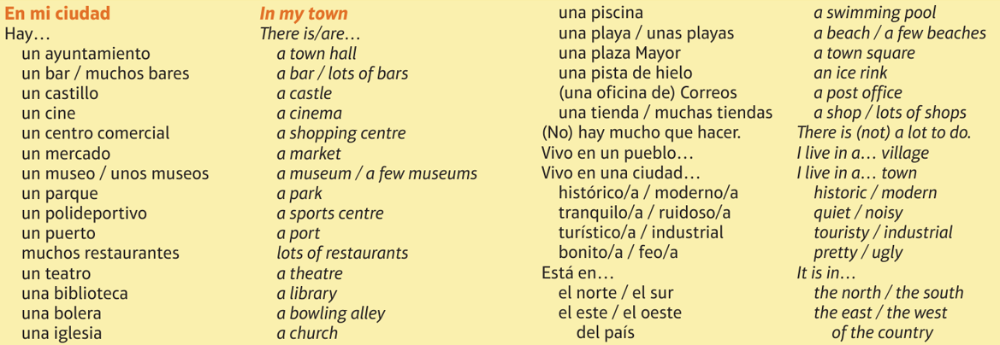 En mi ciudad In my town
Hay… There is/are…
un ayuntamiento a town hall
un bar / muchos bares a bar / lots of bars
un castillo a castle
un cine a cinema
un centro comercial a shopping centre
un mercado a market
un museo / unos museos a museum / a few museums
un parque a park
un polideportivo a sports centre
un puerto a port
muchos restaurantes lots of restaurants
un teatro a theatre
una biblioteca a library
una bolera a bowling alley
una iglesia a church
una piscina a swimming pool
una playa / unas playas a beach / a few beaches
una plaza Mayor a town square
una pista de hielo an ice rink
(una oficina de) Correos a post office
una tienda / muchas tiendas a shop / lots of shops
(No) hay mucho que hacer. There is (not) a lot to do.
Vivo en un pueblo… I live in a… village
Vivo en una ciudad… I live in a… town
histórico/a / moderno/a historic / modern
tranquilo/a / ruidoso/a quiet / noisy
turístico/a / industrial touristy / industrial
bonito/a / feo/a pretty / ugly
Está en… It is in…
el norte / el sur the north / the south
el este / el oeste the east / the west
del país of the country